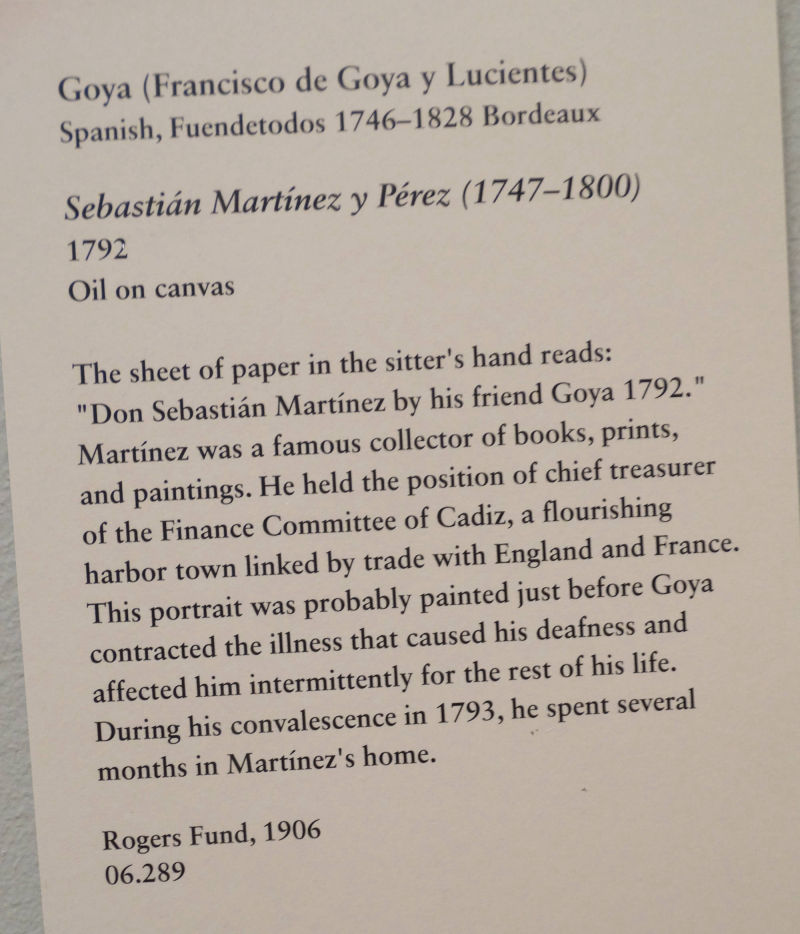 Goya (Francisco de Goya y Lucientes)
Spanish, Fuendetodos 1746–1828 Bordeaux
Sebastián Martínez y Pérez (1747–1800)
1792
Oil on canvas
The sheet of paper in the sitter's hand reads:
"Don Sebastián Martínez by his friend Goya 1792."
Martínez was a famous collector of books, prints,
and paintings. He held the position of chief treasurer
of the Finance Committee of Cadiz, a flourishing
harbor town linked by trade with England and France.
This portrait was probably painted just before Goya
contracted the illness that caused his deafness and
affected him intermittently for the rest of his life.
During his convalescence in 1793, he spent several
months in Martínez's home.
Rogers Fund, 1906
06.289